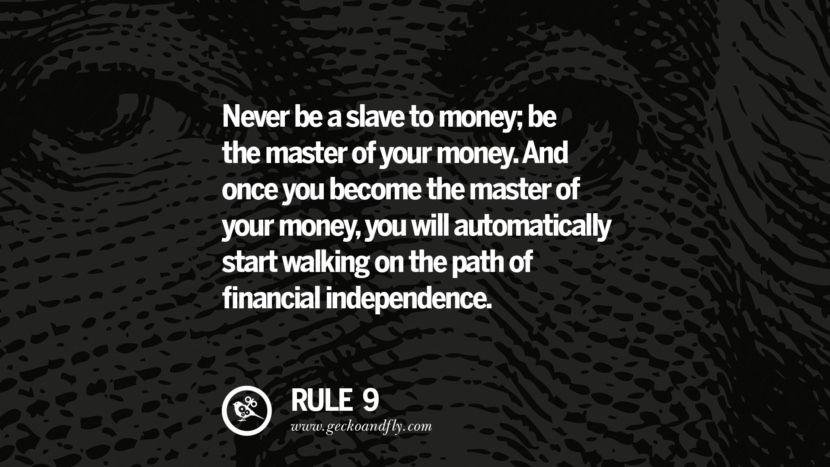 Never be a slave to money; be
the master of your money. And
once you become the master of
your money, you will automatically
start walking on the path of
financial independence.
RULE 9
www.geckoandfly.com